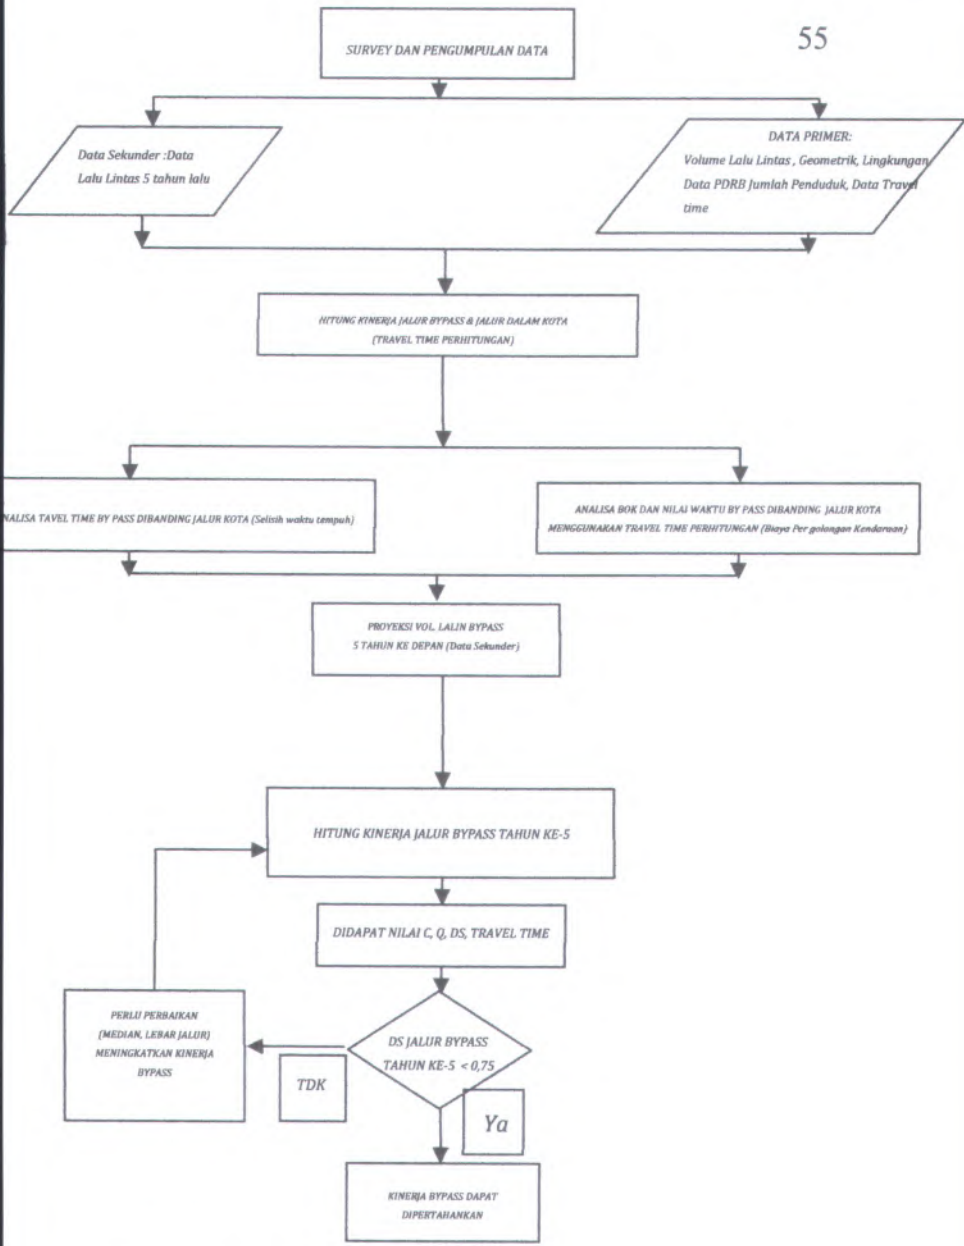 55
SURVEY DAN PENGUMPULAN DATA
Data Sekunder :Data
Lalu Lintas 5 tahun lalu
DATA PRIMER:
Volume Lalu Lintas , Geometrik, Lingkungan
Data PDRB Jumlah Penduduk, Data Travel
time
HITUNG KINERJA JALUR BYPASS & JALUR DALAM KOTA
(TRAVEL TIME PERHITUNGAN)
NALISA TAVEL TIME BY PASS DIBANDING JALUR KOTA (Selisih waktu tempuh)
ANALISA BOK DAN NILAI WAKTU BY PASS DIBANDING JALUR KOTA
MENGGUNAKAN TRAVEL TIME PERHITUNGAN (Biaya Per golongan Kendaraan)
PROYEKSI VOL. LALIN BYPASS
5 TAHUN KE DEPAN (Data Sekunder)
HITUNG KINERJA JALUR BYPASS TAHUN KE-5
DIDAPAT NILAI C, Q, DS, TRAVEL TIME
PERLU PERBAIKAN
(MEDIAN, LEBAR JALUR)
MENINGKATKAN KINERJA
BYPASS
DS JALUR BYPASS
TAHUN KE-5 < 0,75
TDK
Ya
KINERJA BYPASS DAPAT
DIPERTAHANKAN